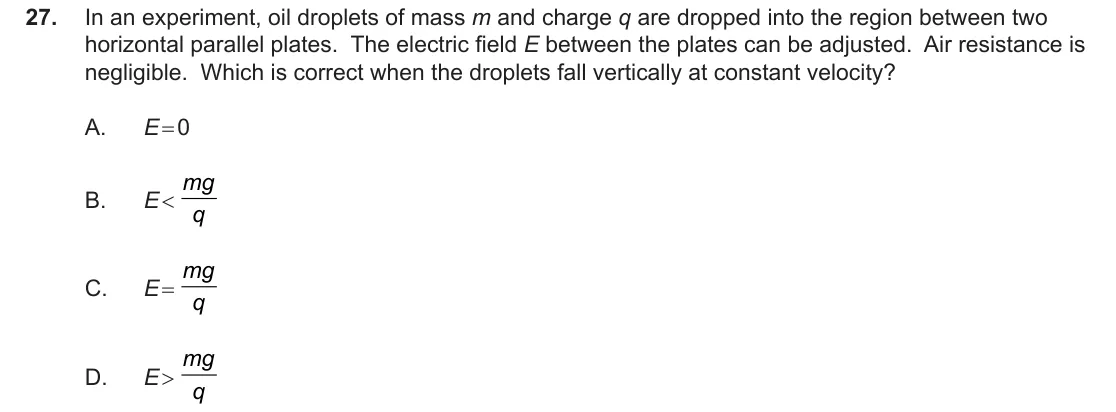 27. In an experiment, oil droplets of mass m and charge q are dropped into the region between two
horizontal parallel plates. The electric field E between the plates can be adjusted. Air resistance is
negligible. Which is correct when the droplets fall vertically at constant velocity?
A. E=0
B. E< mg/q
C. E= mg/q
D. E> mg/q